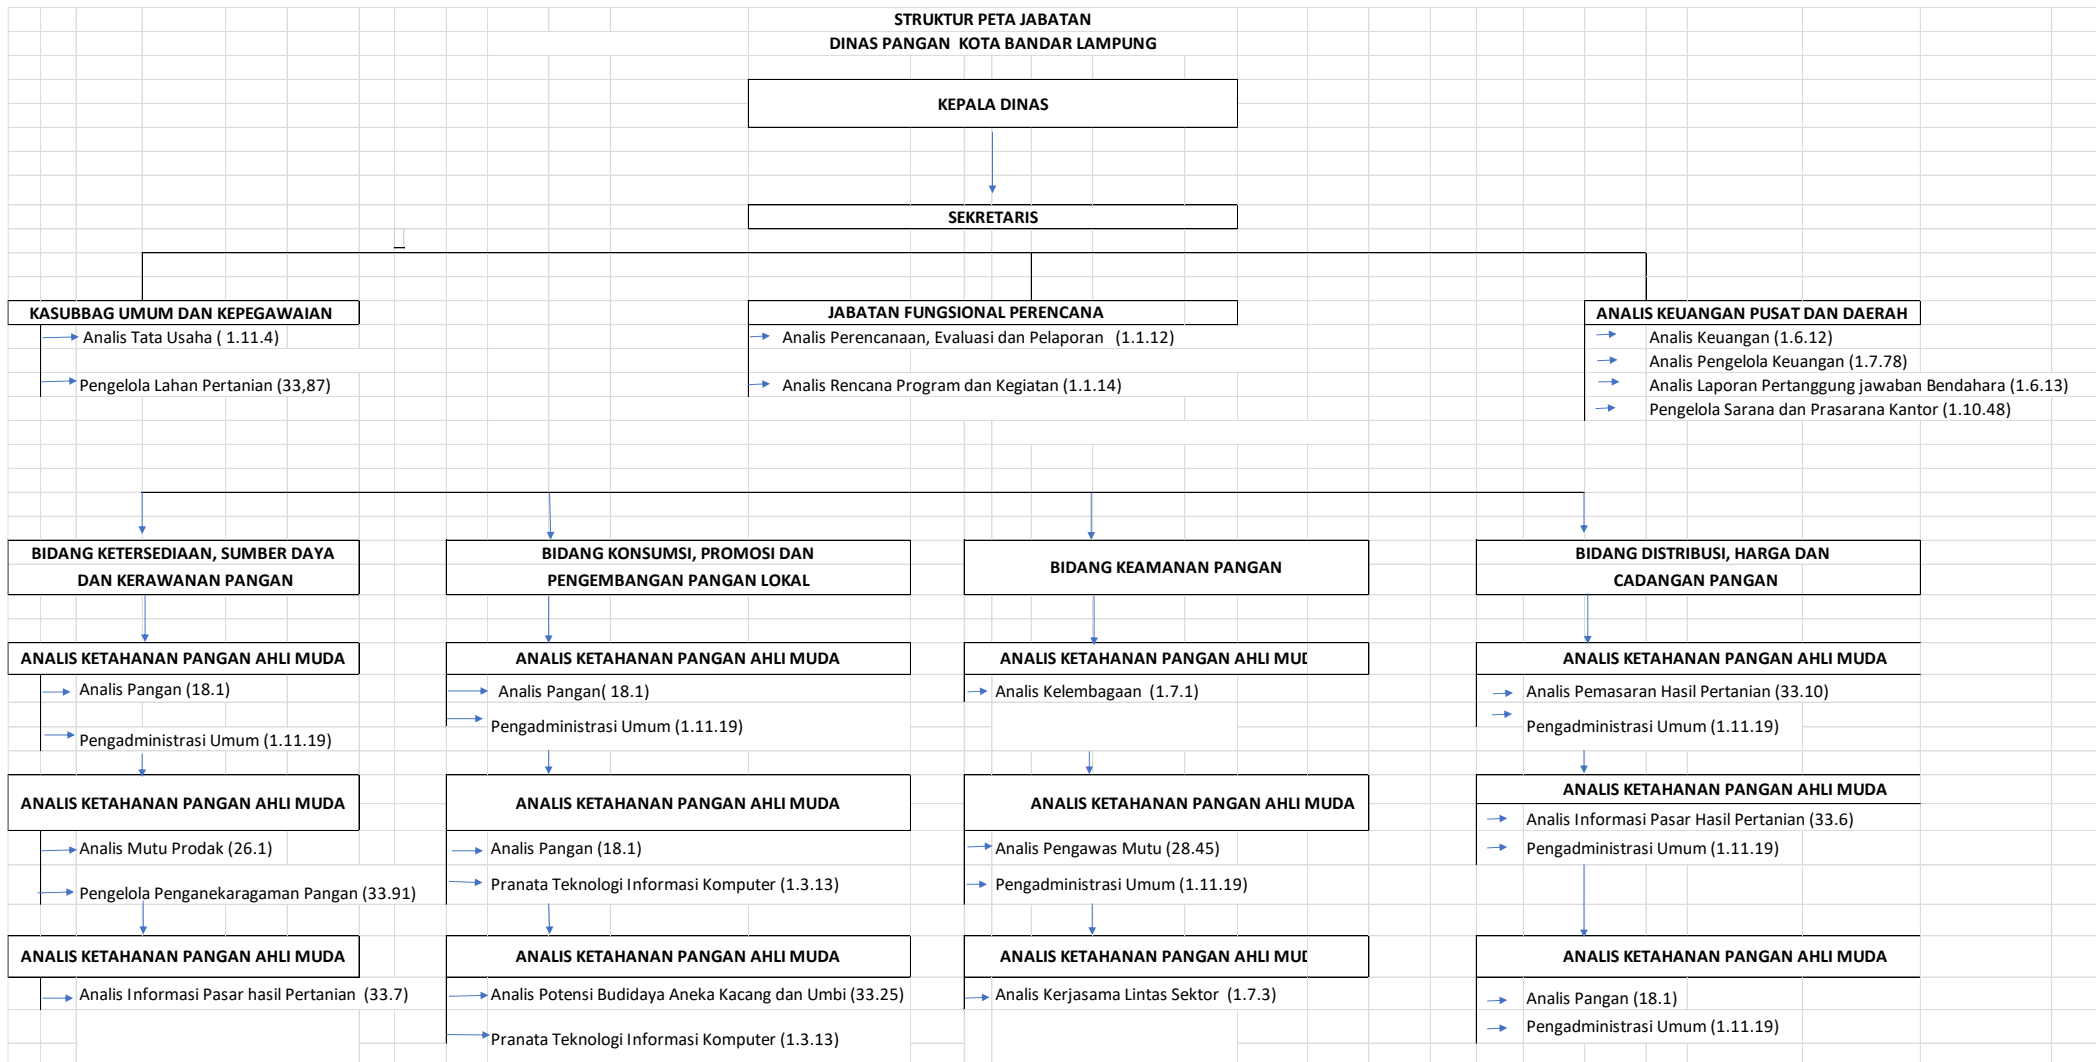 STRUKTUR PETA JABATAN
DINAS PANGAN KOTA BANDAR LAMPUNG
KEPALA DINAS
SEKRETARIS
KASUBBAG UMUM DAN KEPEGAWAIAN
Analis Tata Usaha ( 1.11.4)
Pengelola Lahan Pertanian (33,87)
JABATAN FUNGSIONAL PERENCANA
Analis Perencanaan, Evaluasi dan Pelaporan (1.1.12)
Analis Rencana Program dan Kegiatan (1.1.14)
ANALIS KEUANGAN PUSAT DAN DAERAH
Analis Keuangan (1.6.12)
Analis Pengelola Keuangan (1.7.78)
Analis Laporan Pertanggung jawaban Bendahara (1.6.13)
Pengelola Sarana dan Prasarana Kantor (1.10.48)
BIDANG KETERSEDIAAN, SUMBER DAYA
DAN KERAWANAN PANGAN
ANALIS KETAHANAN PANGAN AHLI MUDA
Analis Pangan (18.1)
Pengadministrasi Umum (1.11.19)
ANALIS KETAHANAN PANGAN AHLI MUDA
Analis Mutu Prodak (26.1)
Pengelola Penganekaragaman Pangan (33.91)
ANALIS KETAHANAN PANGAN AHLI MUDA
Analis Informasi Pasar hasil Pertanian (33.7)
BIDANG KONSUMSI, PROMOSI DAN
PENGEMBANGAN PANGAN LOKAL
ANALIS KETAHANAN PANGAN AHLI MUDA
Analis Pangan( 18.1)
Pengadministrasi Umum (1.11.19)
ANALIS KETAHANAN PANGAN AHLI MUDA
Analis Pangan (18.1)
Pranata Teknologi Informasi Komputer (1.3.13)
ANALIS KETAHANAN PANGAN AHLI MUDA
Analis Potensi Budidaya Aneka Kacang dan Umbi (33.25)
Pranata Teknologi Informasi Komputer (1.3.13)
BIDANG KEAMANAN PANGAN
ANALIS KETAHANAN PANGAN AHLI MUD
Analis Kelembagaan (1.7.1)
ANALIS KETAHANAN PANGAN AHLI MUDA
Analis Pengawas Mutu (28.45)
Pengadministrasi Umum (1.11.19)
ANALIS KETAHANAN PANGAN AHLI MUD
Analis Kerjasama Lintas Sektor (1.7.3)
BIDANG DISTRIBUSI, HARGA DAN
CADANGAN PANGAN
ANALIS KETAHANAN PANGAN AHLI MUDA
Analis Pemasaran Hasil Pertanian (33.10)
Pengadministrasi Umum (1.11.19)
ANALIS KETAHANAN PANGAN AHLI MUDA
Analis Informasi Pasar Hasil Pertanian (33.6)
Pengadministrasi Umum (1.11.19)
ANALIS KETAHANAN PANGAN AHLI MUDA
Analis Pangan (18.1)
Pengadministrasi Umum (1.11.19)